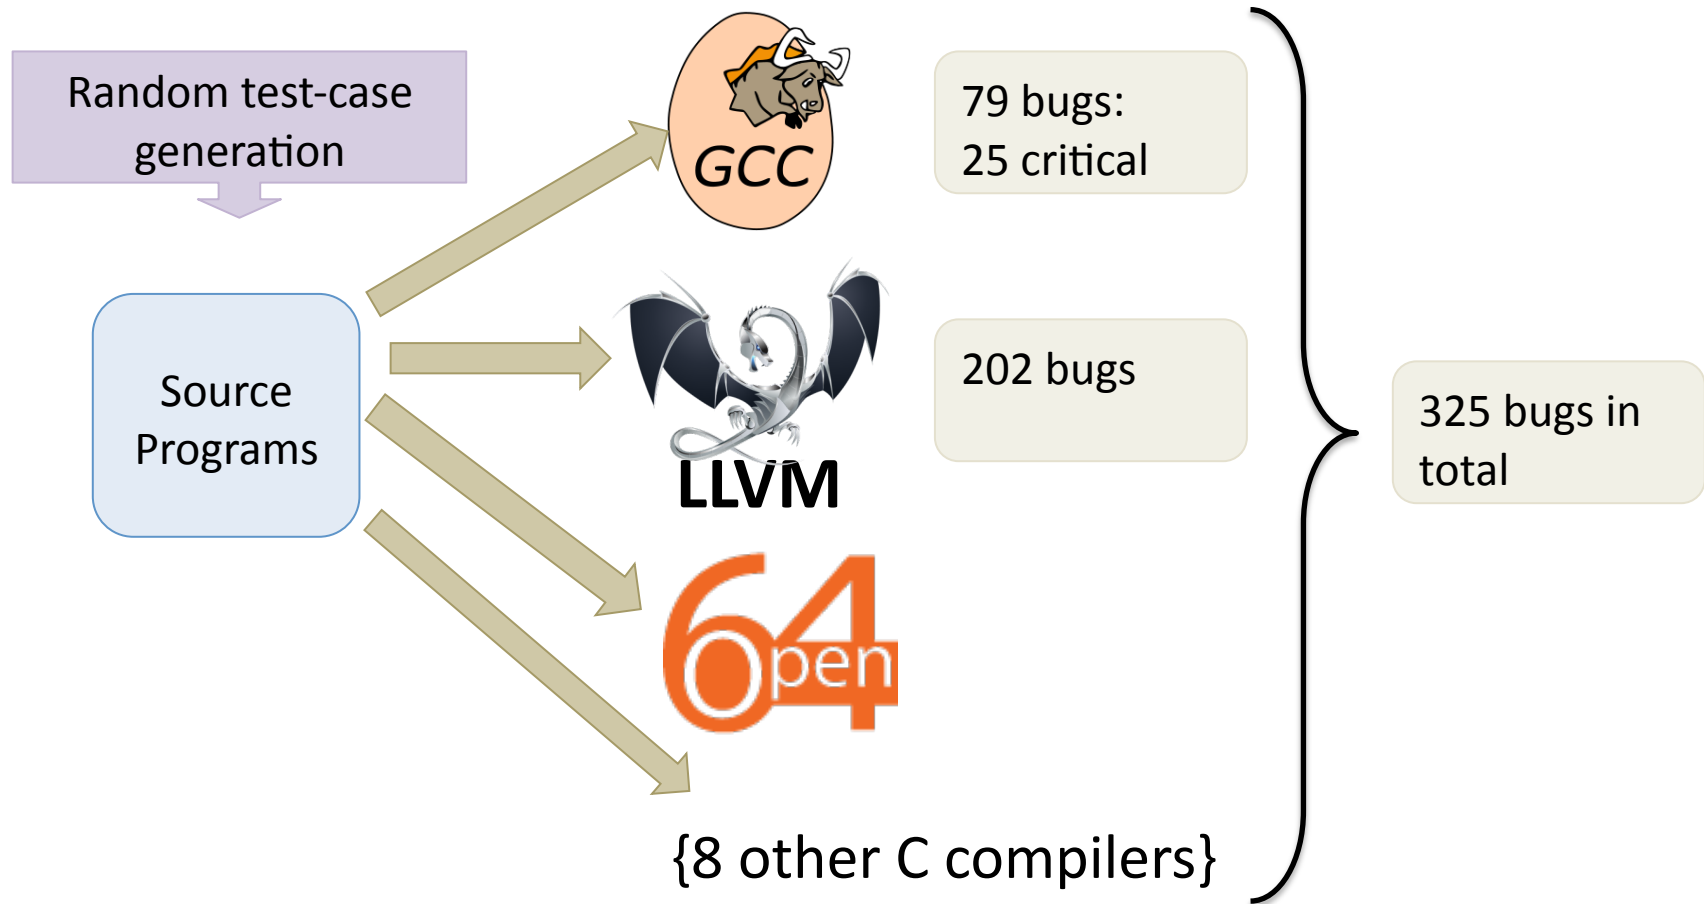 Random test-case
generation
Source
Programs
GCC
79 bugs:
25 critical
LLVM
202 bugs
64
Open
{8 other C compilers}
325 bugs in
total